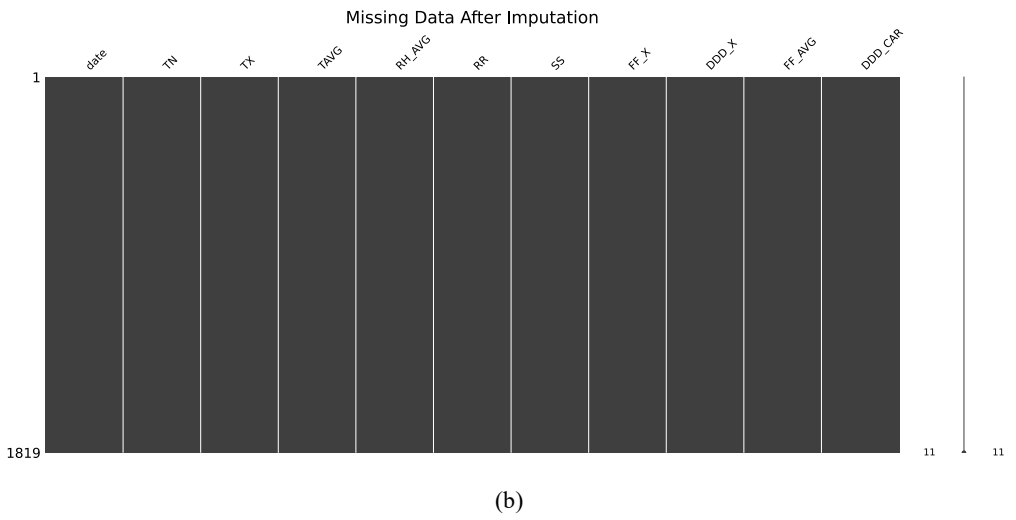 Missing Data After Imputation
date TN TX TAVG RH_AVG RR SS FF_X DDD_X FF_AVG DDD_CAR
1
1819
11 11
(b)